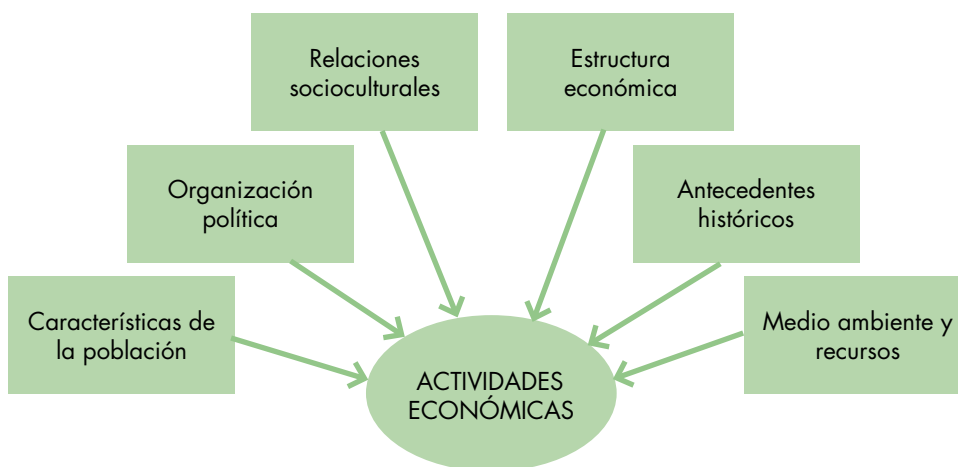 Relaciones
socioculturales
Estructura
económica
Organización
política
Antecedentes
históricos
Características de
la población
Medio ambiente y
recursos
ACTIVIDADES
ECONÓMICAS